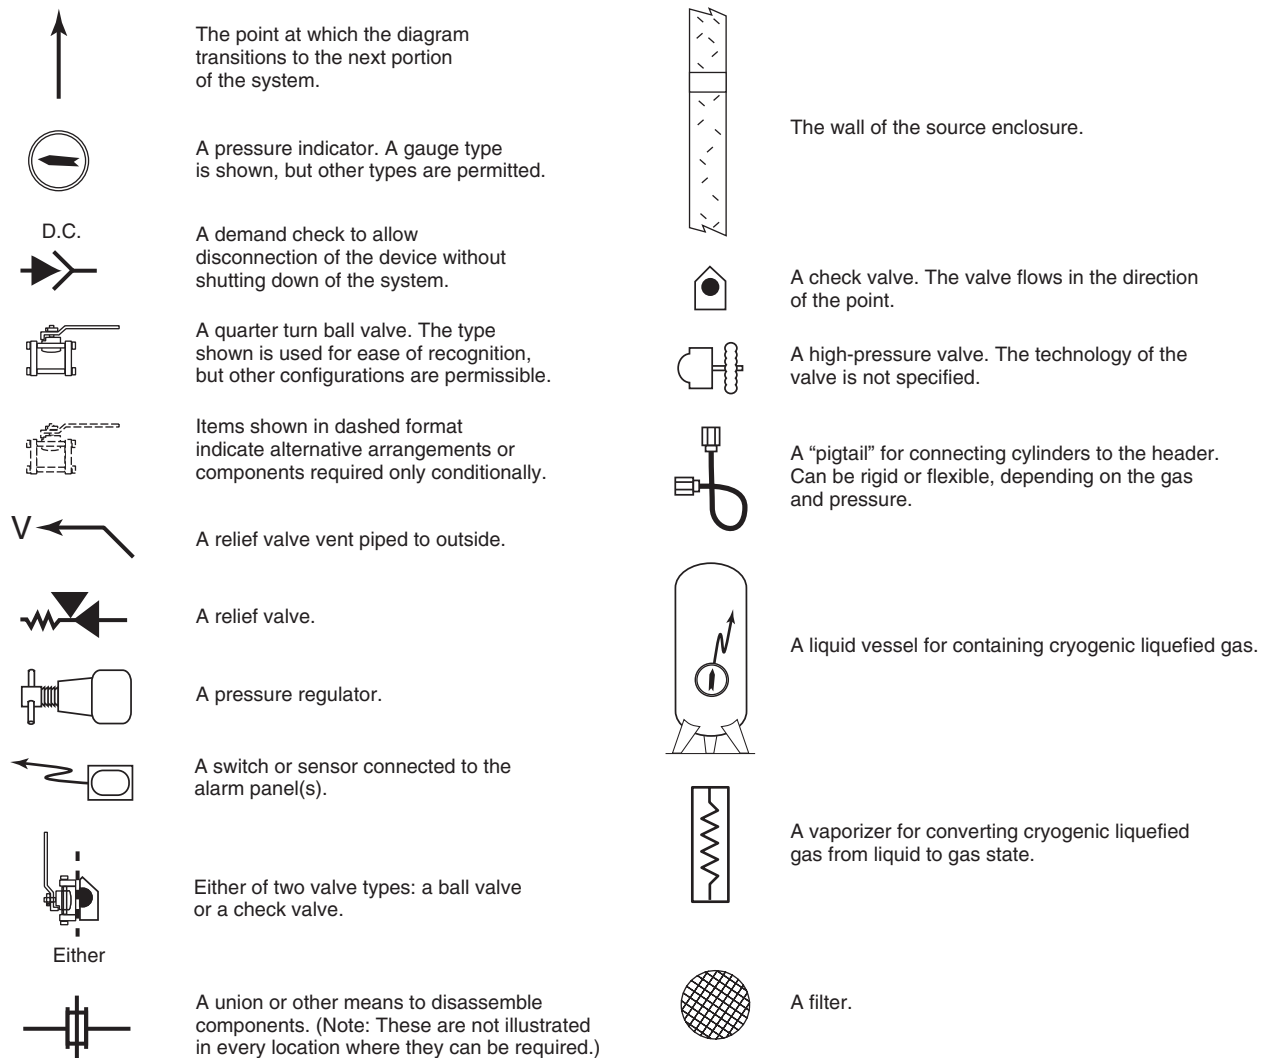 The point at which the diagram
transitions to the next portion
of the system.
A pressure indicator. A gauge type
is shown, but other types are permitted.
D.C.
A demand check to allow
disconnection of the device without
shutting down of the system.
A quarter turn ball valve. The type
shown is used for ease of recognition,
but other configurations are permissible.
Items shown in dashed format
indicate alternative arrangements or
components required only conditionally.
V
A relief valve vent piped to outside.
A relief valve.
A pressure regulator.
A switch or sensor connected to the
alarm panel(s).
Either of two valve types: a ball valve
or a check valve.
Either
A union or other means to disassemble
components. (Note: These are not illustrated
in every location where they can be required.)
The wall of the source enclosure.
A check valve. The valve flows in the direction
of the point.
A high-pressure valve. The technology of the
valve is not specified.
A “pigtail” for connecting cylinders to the header.
Can be rigid or flexible, depending on the gas
and pressure.
A liquid vessel for containing cryogenic liquefied gas.
A vaporizer for converting cryogenic liquefied
gas from liquid to gas state.
A filter.